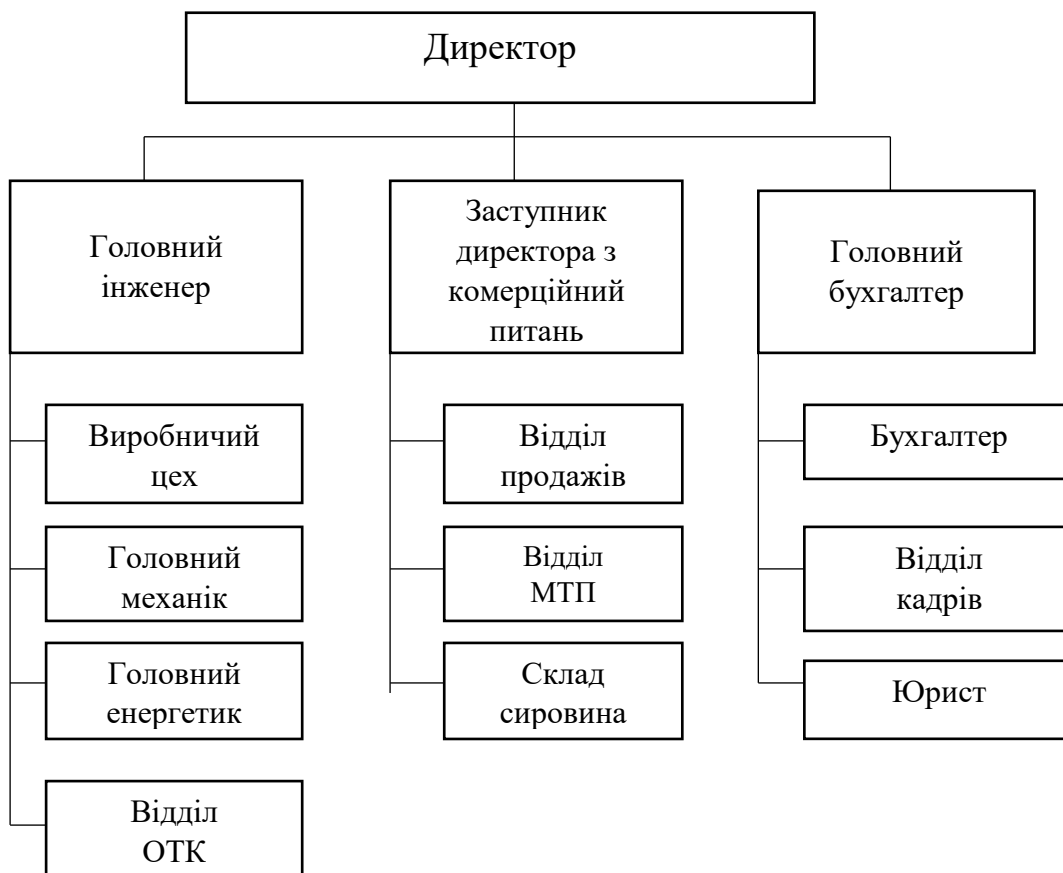 Директор
Головний
інженер
Заступник
директора з
комерційний
питань
Головний
бухгалтер
Виробничий
цех
Головний
механік
Головний
енергетик
Відділ
ОТК
Відділ
продажів
Відділ
МТП
Склад
сировина
Бухгалтер
Відділ
кадрів
Юрист